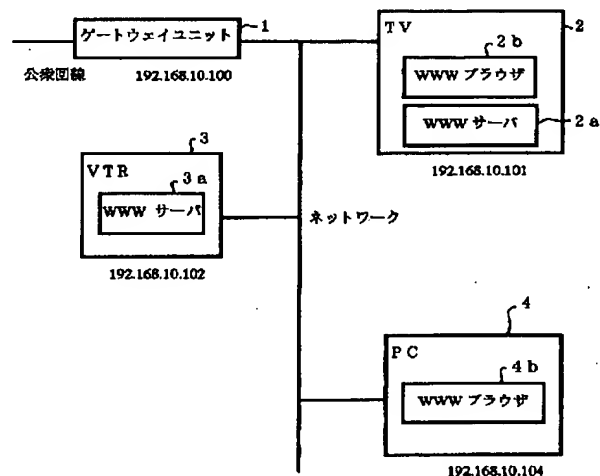 ゲートウェイユニット
1
公衆回線
192.168.10.100
TV
2
2b
WWW ブラウザ
WWW サーバ
2a
192.168.10.101
3
VTR
3a
WWW サーバ
192.168.10.102
ネットワーク
4
PC
4b
WWW ブラウザ
192.168.10.104